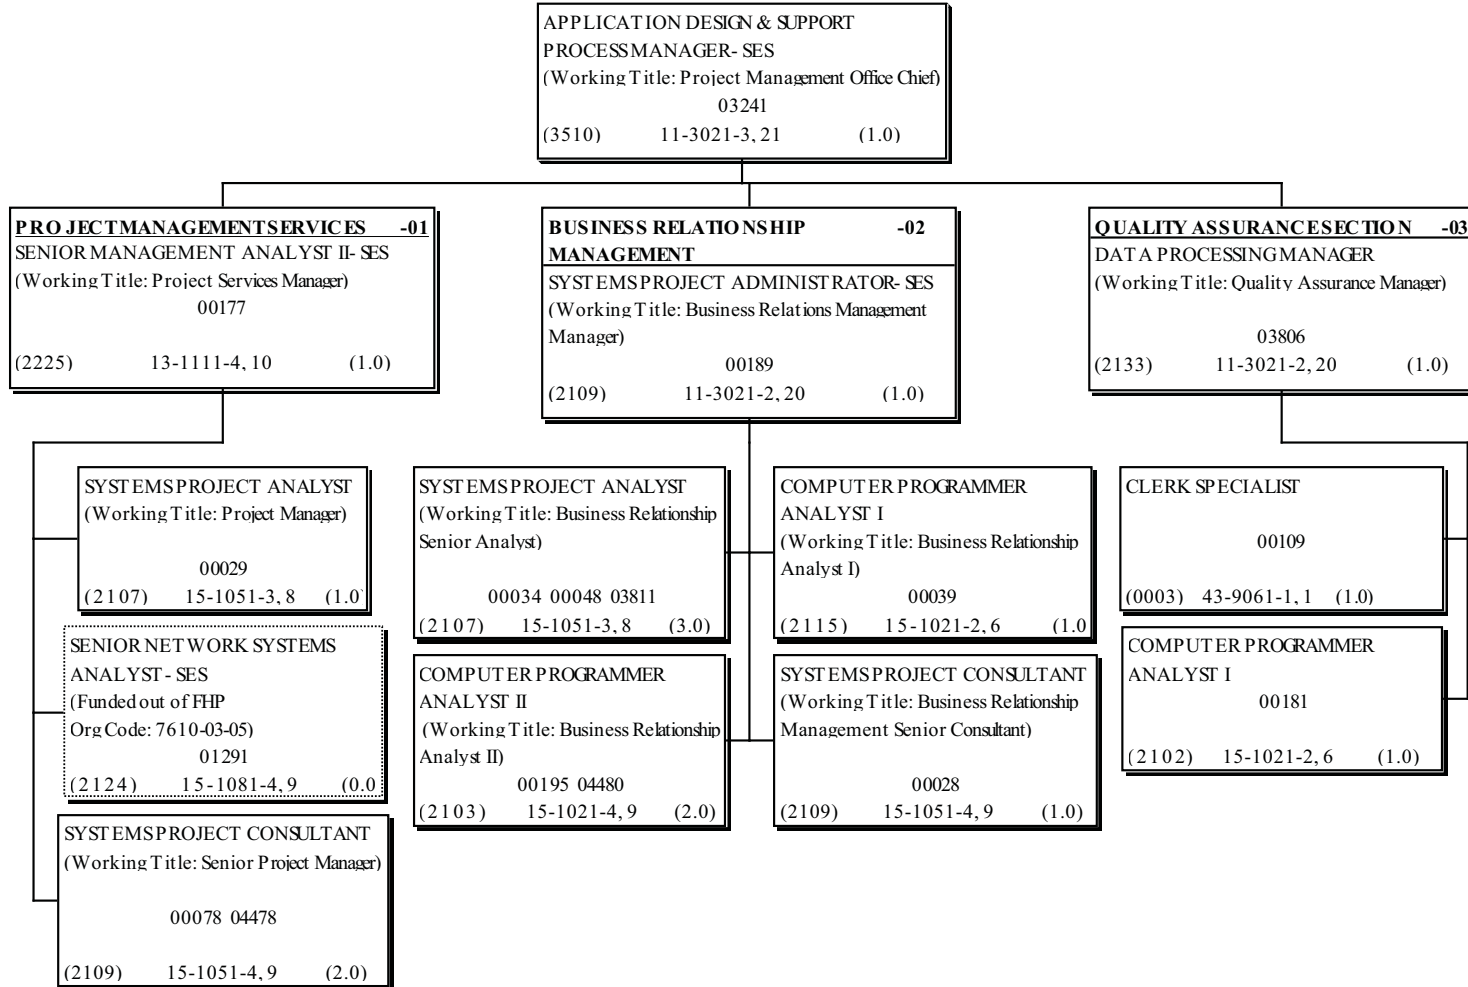 APPLICATION DESIGN & SUPPORT
PROCESS MANAGER- SES
(Working Title: Project Management Office Chief)
03241
(3510) 11-3021-3, 21 (1.0)
PROJECT MANAGEMENT SERVICES -01
SENIOR MANAGEMENT ANALYST II- SES
(Working Title: Project Services Manager)
00177
(2225) 13-1111-4, 10 (1.0)
BUSINESS RELATIONSHIP -02
MANAGEMENT
SYSTEMS PROJECT ADMINISTRATOR- SES
(Working Title: Business Relations Management
Manager)
00189
(2109) 11-3021-2, 20 (1.0)
QUALITY ASSURANCE SECTION -03
DATA PROCESSING MANAGER
(Working Title: Quality Assurance Manager)
03806
(2133) 11-3021-2, 20 (1.0)
SYSTEMS PROJECT ANALYST
(Working Title: Project Manager)
00029
(2107) 15-1051-3, 8 (1.0)
SENIOR NETWORK SYSTEMS
ANALYST - SES
(Funded out of FHP
Org Code: 7610-03-05)
01291
(2124) 15-1081-4, 9 (0.0
SYSTEMS PROJECT CONSULTANT
(Working Title: Senior Project Manager)
00078 04478
(2109) 15-1051-4, 9 (2.0)
SYSTEMS PROJECT ANALYST
(Working Title: Business Relationship
Senior Analyst)
00034 00048 03811
(2107) 15-1051-3, 8 (3.0)
COMPUTER PROGRAMMER
ANALYST I
(Working Title: Business Relationship
Analyst I)
00039
(2115) 15-1021-2, 6 (1.0
COMPUTER PROGRAMMER
ANALYST II
(Working Title: Business Relationship
Analyst II)
00195 04480
(2103) 15-1021-4, 9 (2.0)
SYSTEMS PROJECT CONSULTANT
(Working Title: Business Relationship
Management Senior Consultant)
00028
(2109) 15-1051-4, 9 (1.0)
CLERK SPECIALIST
00109
(0003) 43-9061-1, 1 (1.0)
COMPUTER PROGRAMMER
ANALYST I
00181
(2102) 15-1021-2, 6 (1.0)